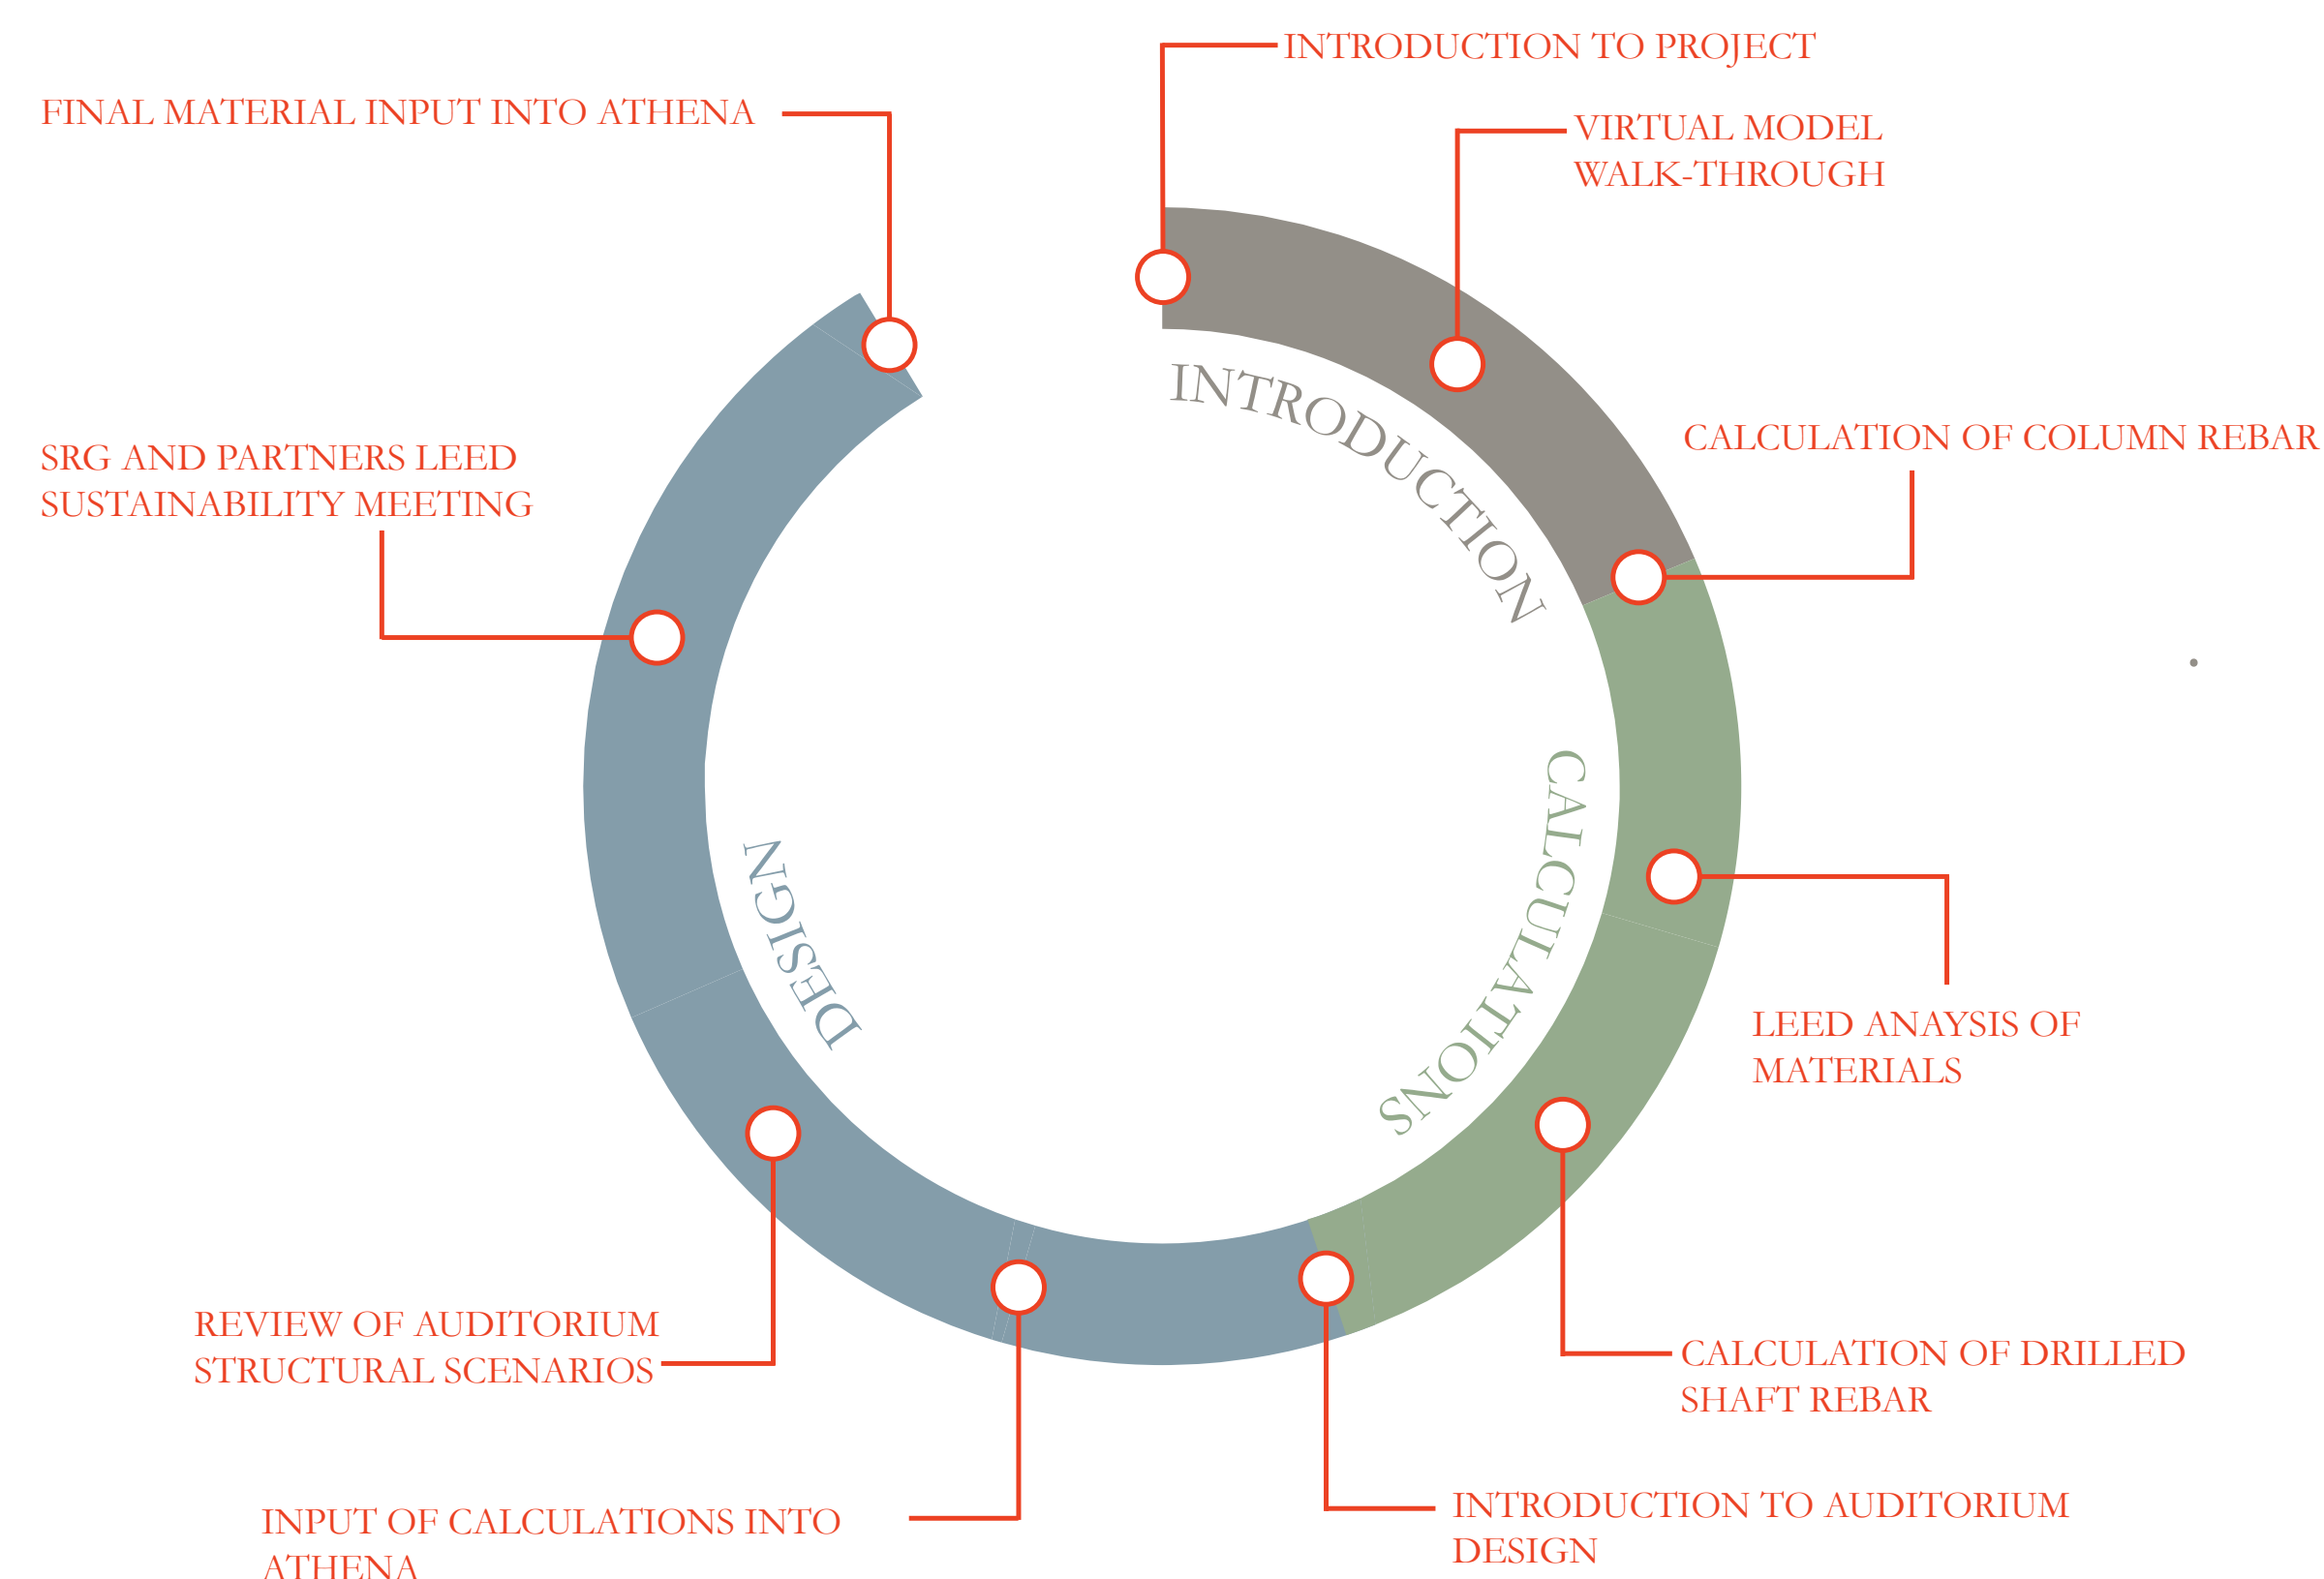 INTRODUCTION TO PROJECT
VIRTUAL MODEL
WALK-THROUGH
CALCULATION OF COLUMN REBAR
LEED ANAYSIS OF
MATERIALS
CALCULATION OF DRILLED
SHAFT REBAR
INTRODUCTION TO AUDITORIUM
DESIGN
INPUT OF CALCULATIONS INTO
ATHENA
REVIEW OF AUDITORIUM
STRUCTURAL SCENARIOS
SRG AND PARTNERS LEED
SUSTAINABILITY MEETING
FINAL MATERIAL INPUT INTO ATHENA
INTRODUCTION
CALCULATIONS
DESIGN